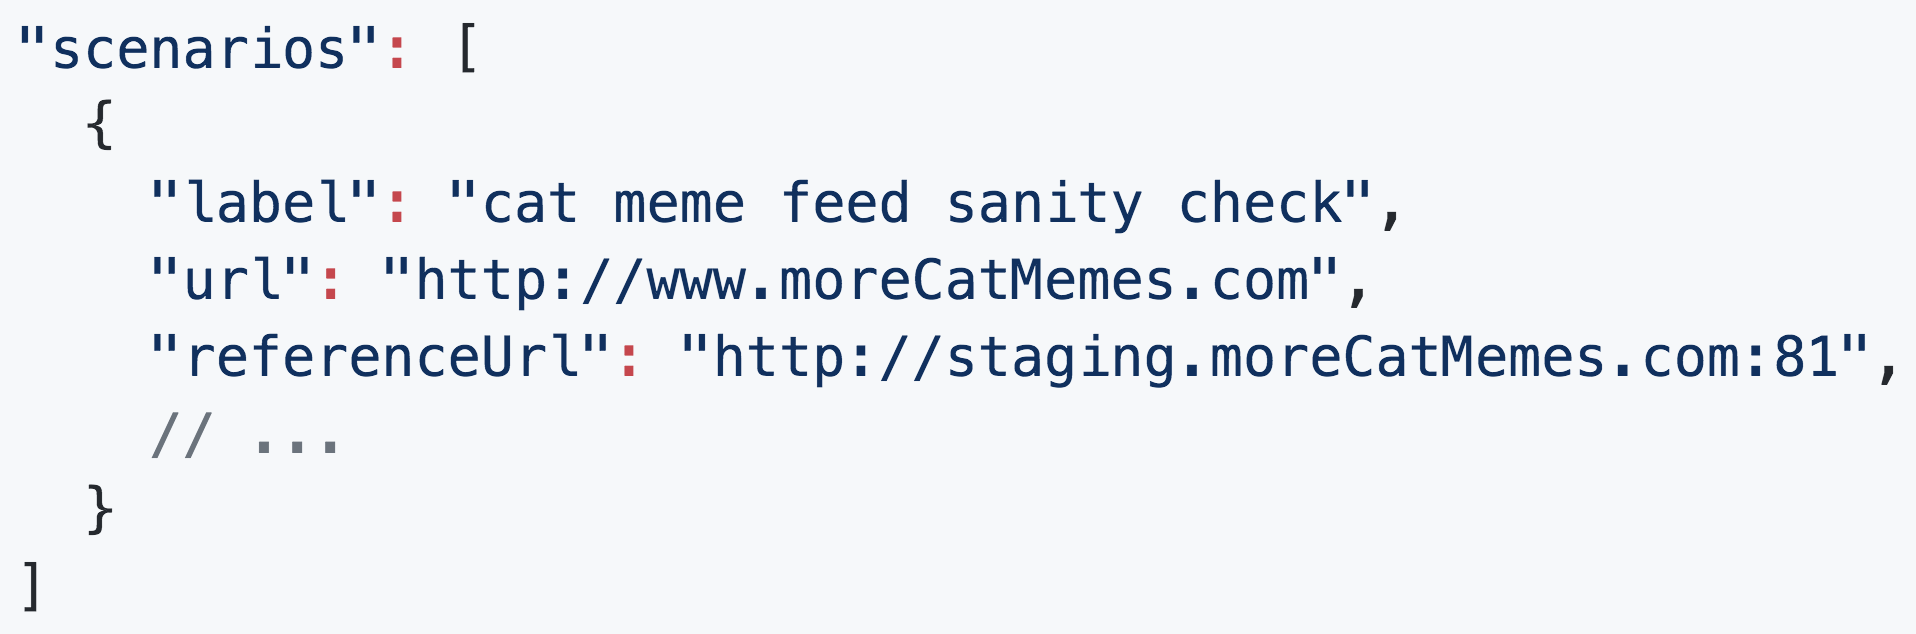 "scenarios": [
  {
    "label": "cat meme feed sanity check",
    "url": "http://www.moreCatMemes.com",
    "referenceUrl": "http://staging.moreCatMemes.com:81",
    // ...
  }
]